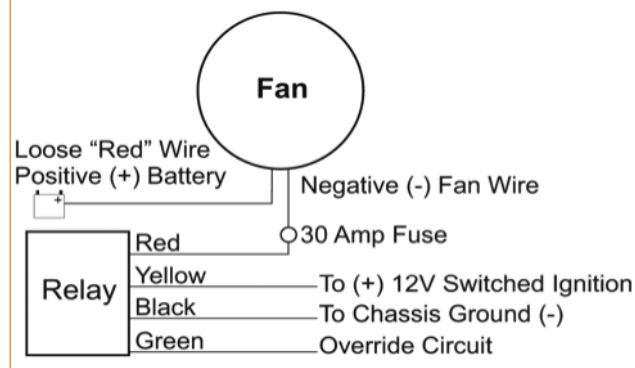 Fan
Loose “Red” Wire
Positive (+) Battery
+
Negative (-) Fan Wire
30 Amp Fuse
Relay
Red
Yellow
To (+) 12V Switched Ignition
Black
To Chassis Ground (-)
Green
Override Circuit